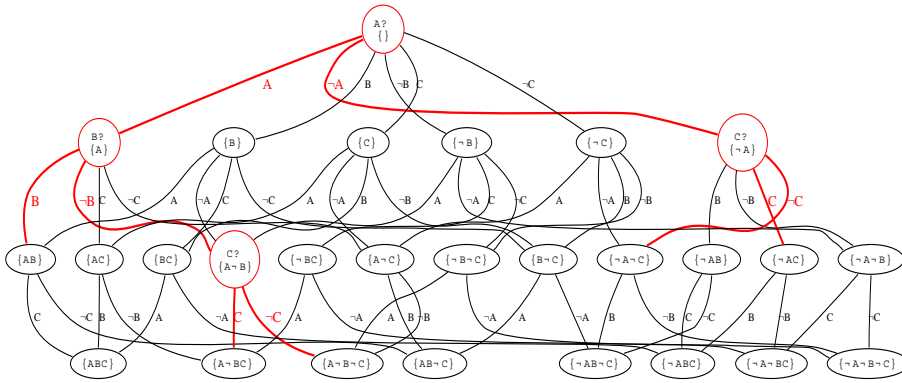 A?
{}
A ¬A B ¬B C ¬C
B?
{A}
{B}
{C}
{¬B}
{¬C}
C?
{¬A}
B ¬B C ¬C A ¬A C ¬C A ¬A B ¬B A ¬A C ¬C A ¬A B ¬B B ¬B C ¬C
{AB}
{AC}
{BC}
C?
{A¬B}
{¬BC}
{A¬C}
{¬B¬C}
{B¬C}
{¬A¬C}
{¬AB}
{¬AC}
{¬A¬B}
C ¬C B ¬B A ¬A C ¬C A ¬A B ¬B A ¬A A ¬A B ¬B C ¬C B ¬B C ¬C
{ABC}
{A¬BC}
{A¬B¬C}
{AB¬C}
{¬AB¬C}
{¬ABC}
{¬A¬BC}
{¬A¬B¬C}